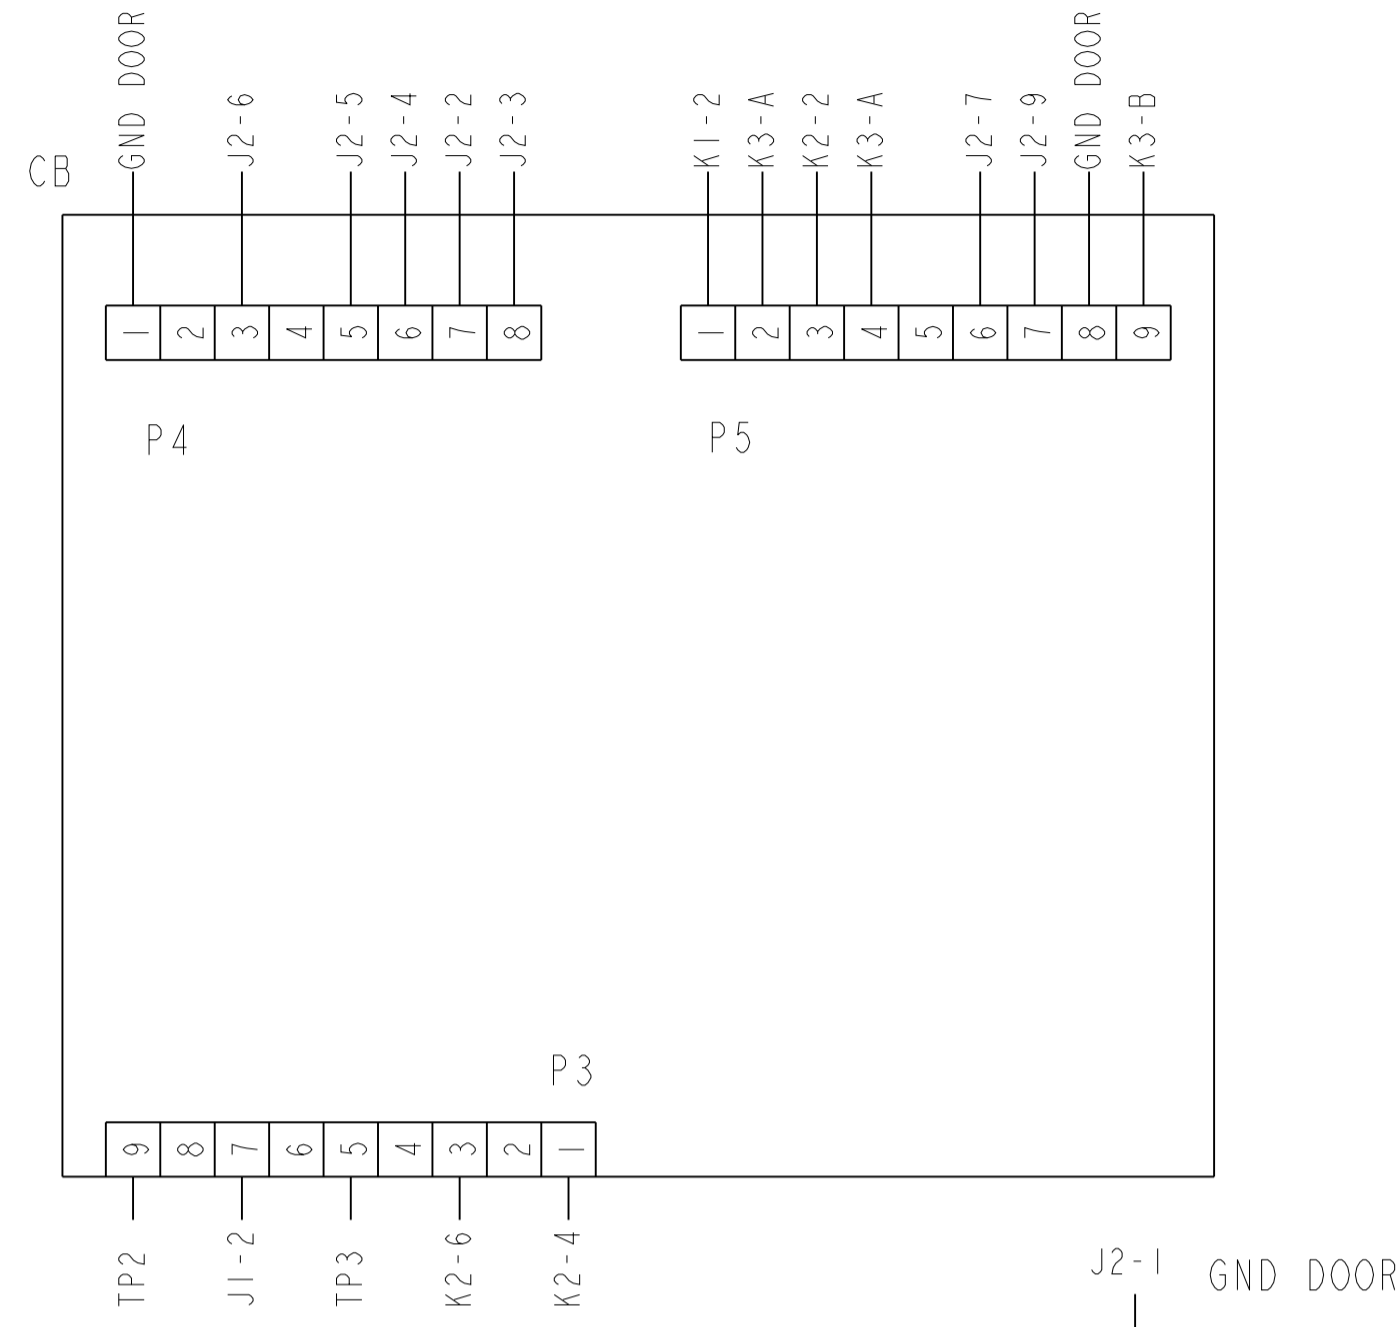 GND DOOR
J2-6
J2-5
J2-4
J2-2
J2-3
K1-2
K3-A
K2-2
K3-A
J2-7
J2-9
GND DOOR
K3-B
CB
1 2 3 4 5 6 7 8
1 2 3 4 5 6 7 8 9
P4
P5
P3
9 8 7 6 5 4 3 2 1
TP2
J1-2
TP3
K2-6
K2-4
J2-1
GND DOOR